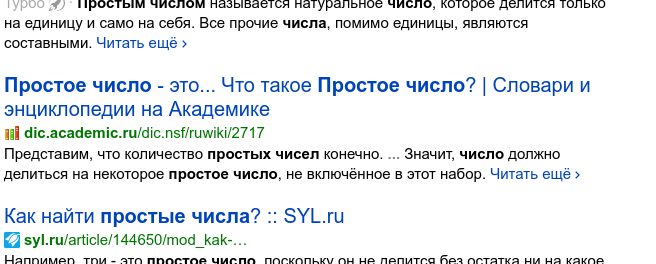 Турбо · Простым числом называется натуральное число, которое делится только
на единицу и само на себя. Все прочие числа, помимо единицы, являются
составными. Читать ещё ›
Простое число - это... Что такое Простое число? | Словари и
энциклопедии на Академике
dic.academic.ru/dic.nsf/ruwiki/2717
Представим, что количество простых чисел конечно. ... Значит, число должно
делиться на некоторое простое число, не включённое в этот набор. Читать ещё ›
Как найти простые числа? :: SYL.ru
syl.ru/article/144650/mod_kak-…
Например, три - это простое число, поскольку он не делится без остатка ни на какое